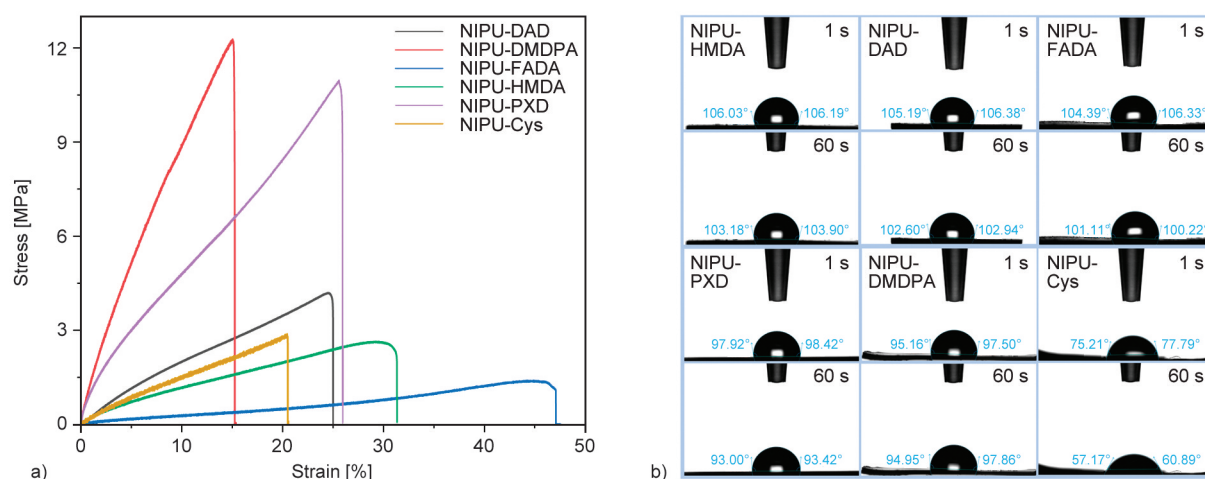 12
9
6
3
0
Stress [MPa]
0
10
20
30
40
50
Strain [%]
a)
NIPU-DAD
NIPU-DMDPA
NIPU-FADA
NIPU-HMDA
NIPU-PXD
NIPU-Cys
NIPU-
HMDA
1 s
106.03°
106.19°
NIPU-
DAD
1 s
105.19°
106.38°
NIPU-
FADA
1 s
104.39°
106.33°
60 s
103.18°
103.90°
60 s
102.60°
102.94°
60 s
101.11°
100.22°
NIPU-
PXD
1 s
97.92°
98.42°
NIPU-
DMDPA
1 s
95.16°
97.50°
NIPU-
Cys
1 s
75.21°
77.79°
60 s
93.00°
93.42°
60 s
94.95°
97.86°
60 s
57.17°
60.89°
b)